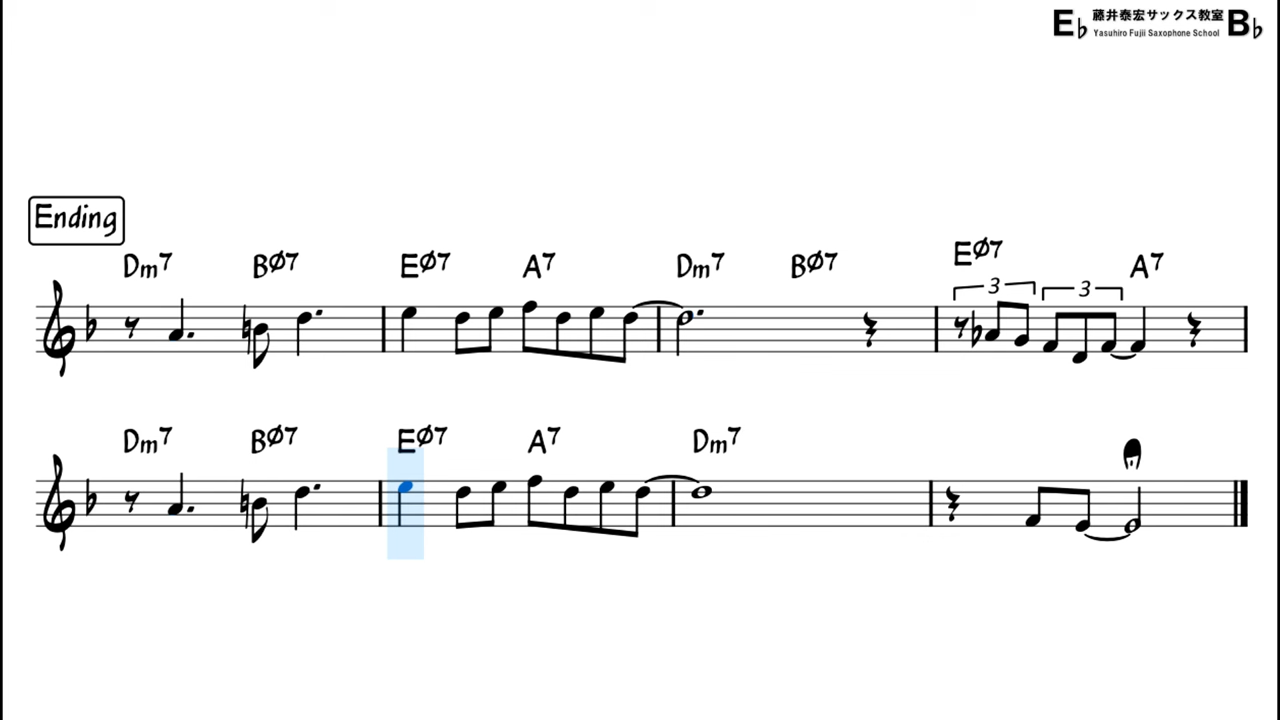 E♭ 藤井泰宏サックス教室 B♭
Yasuhiro Fujii Saxophone School
Ending
Dm7 BØ7 EØ7 A7 Dm7 BØ7 EØ7 A7
3 3
Dm7 BØ7 EØ7 A7 Dm7